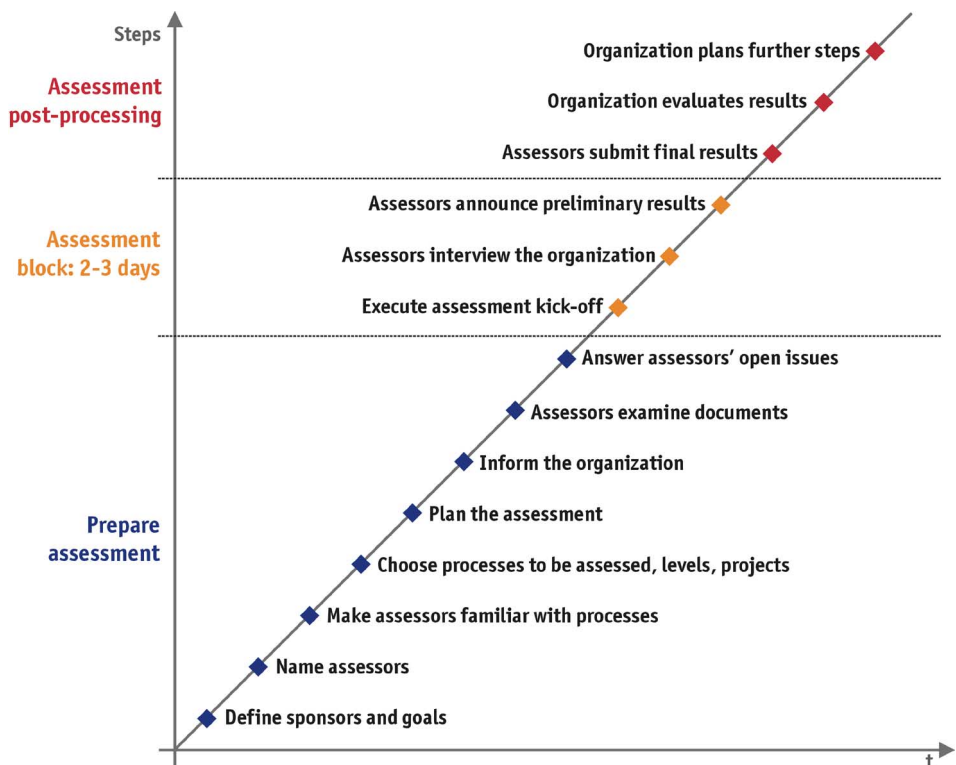 Steps
Organization plans further steps
Assessment
post-processing
Organization evaluates results
Assessors submit final results
Assessors announce preliminary results
Assessment
block: 2-3 days
Assessors interview the organization
Execute assessment kick-off
Answer assessors’ open issues
Assessors examine documents
Inform the organization
Plan the assessment
Prepare
assessment
Choose processes to be assessed, levels, projects
Make assessors familiar with processes
Name assessors
Define sponsors and goals
t